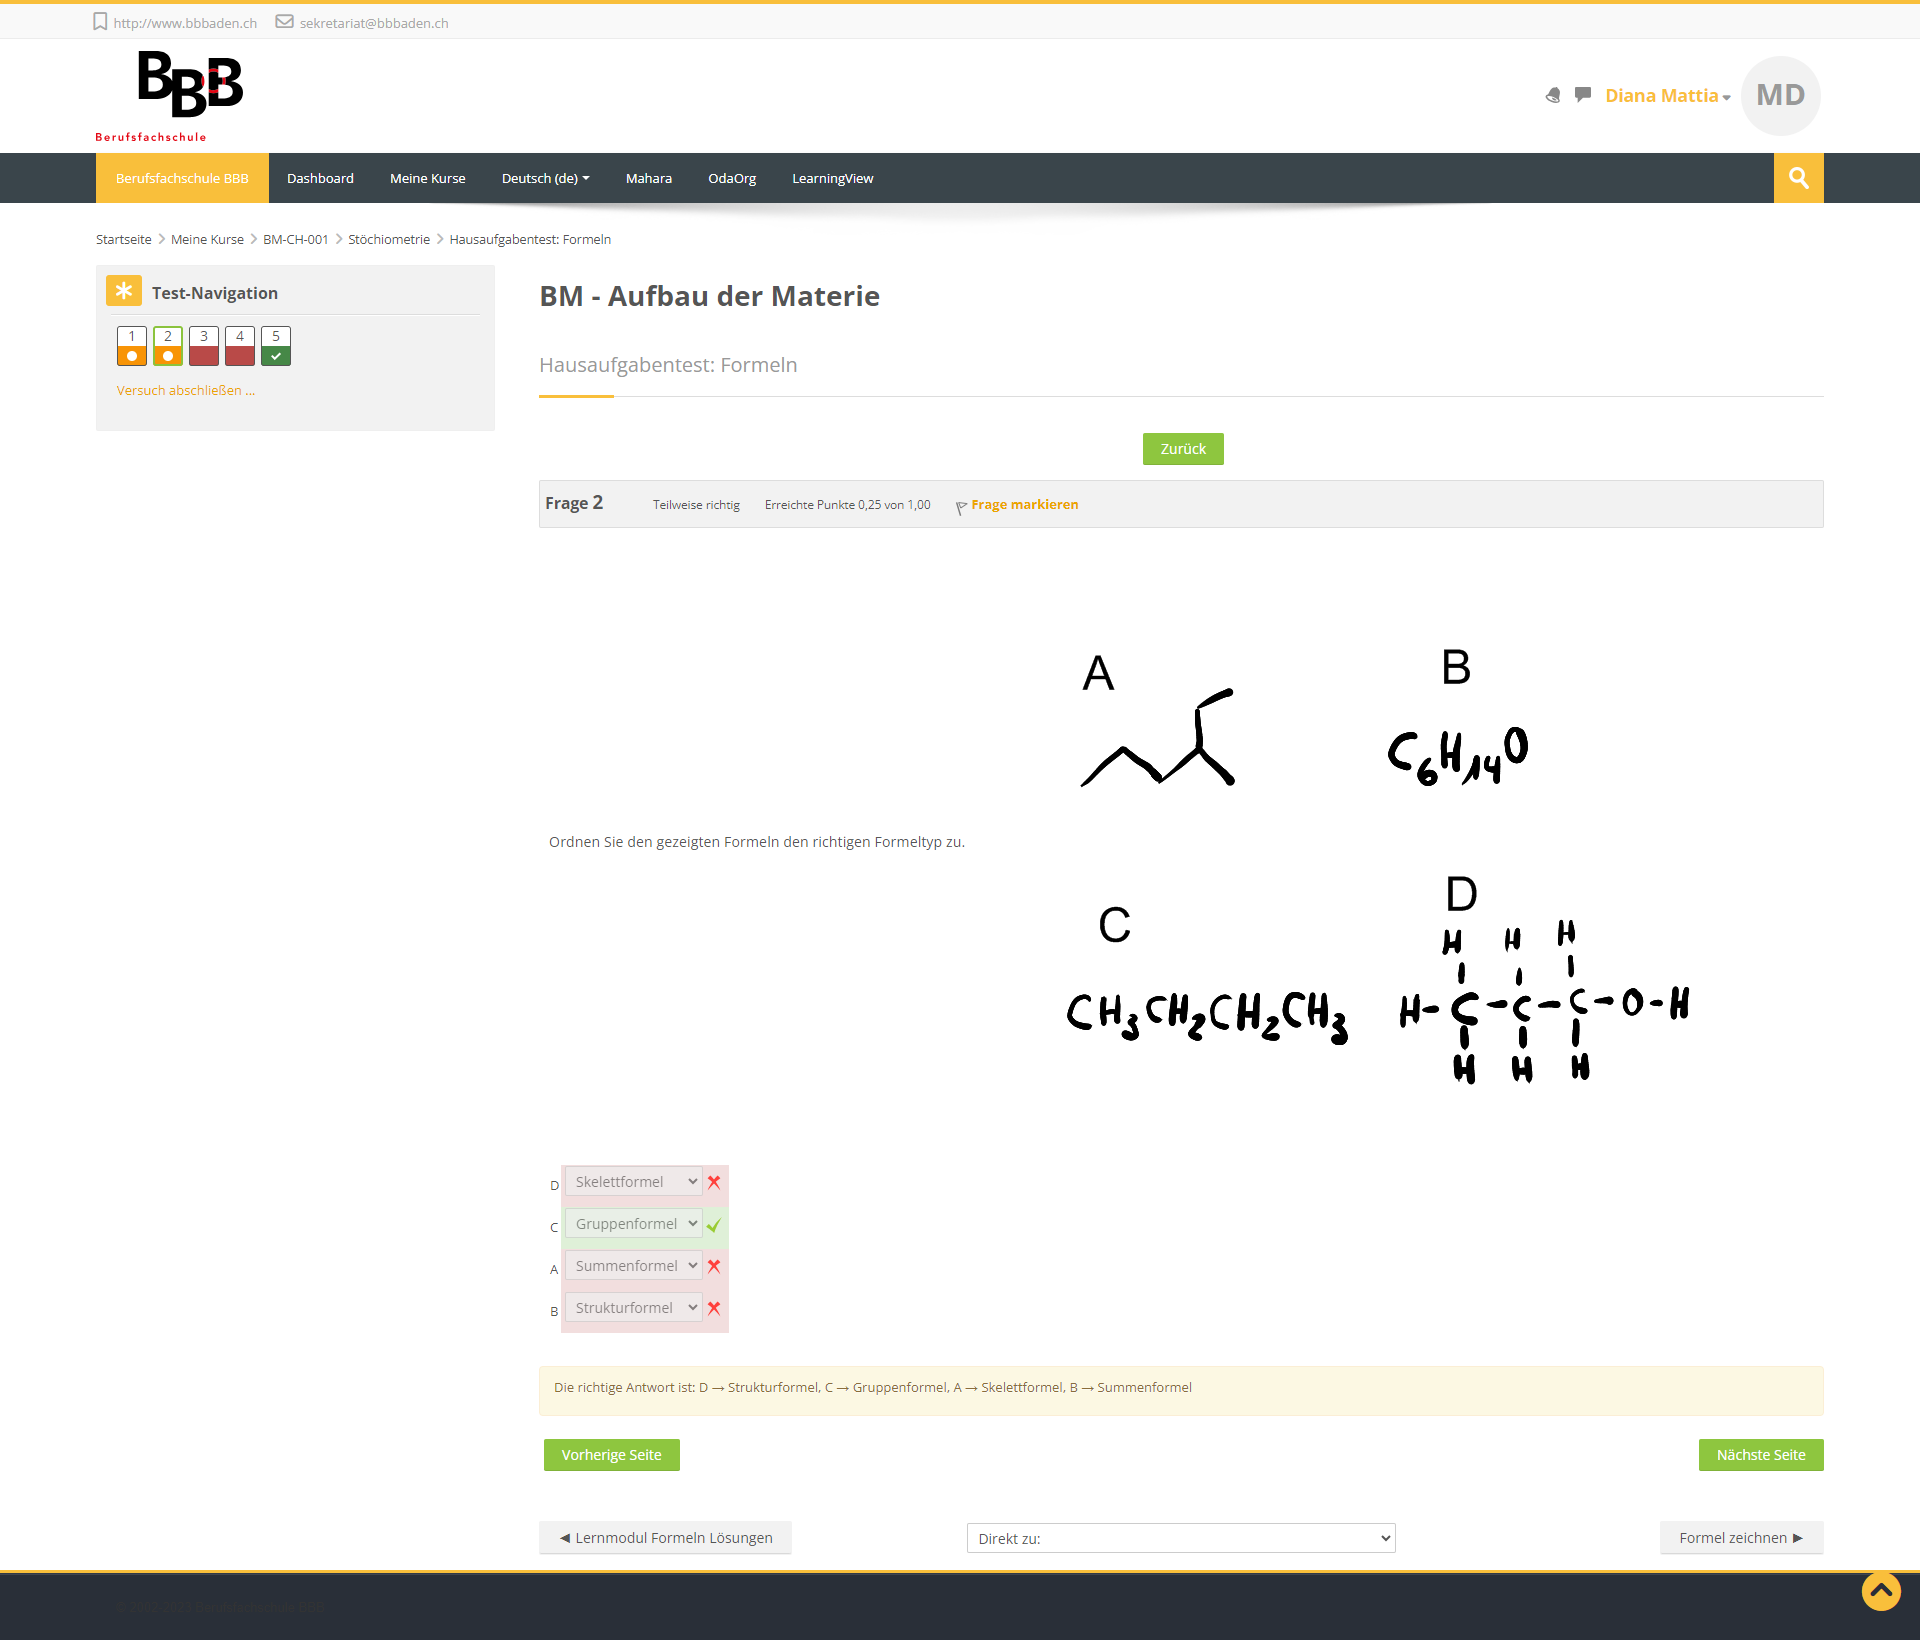 http://www.bbbaden.ch sekretariat@bbbaden.ch
BBB
Berufsfachschule
Diana Mattia MD
Berufsfachschule BBB Dashboard Meine Kurse Deutsch (de) Mahara OdaOrg LearningView
Startseite > Meine Kurse > BM-CH-001 > Stöchiometrie > Hausaufgabentest: Formeln
Test-Navigation
1 2 3 4 5
Versuch abschließen ...
BM - Aufbau der Materie
Hausaufgabentest: Formeln
Zurück
Frage 2 Teilweise richtig Erreichte Punkte 0,25 von 1,00 Frage markieren
A
B
C₆H₁₄O
Ordnen Sie den gezeigten Formeln den richtigen Formeltyp zu.
C
CH₃CH₂CH₂CH₃
D
H H H
H-C-C-C-O-H
H H H
D Skelettformel
C Gruppenformel
A Summenformel
B Strukturformel
Die richtige Antwort ist: D → Strukturformel, C → Gruppenformel, A → Skelettformel, B → Summenformel
Vorherige Seite Nächste Seite
◄ Lernmodul Formeln Lösungen Direkt zu: Formel zeichnen ►